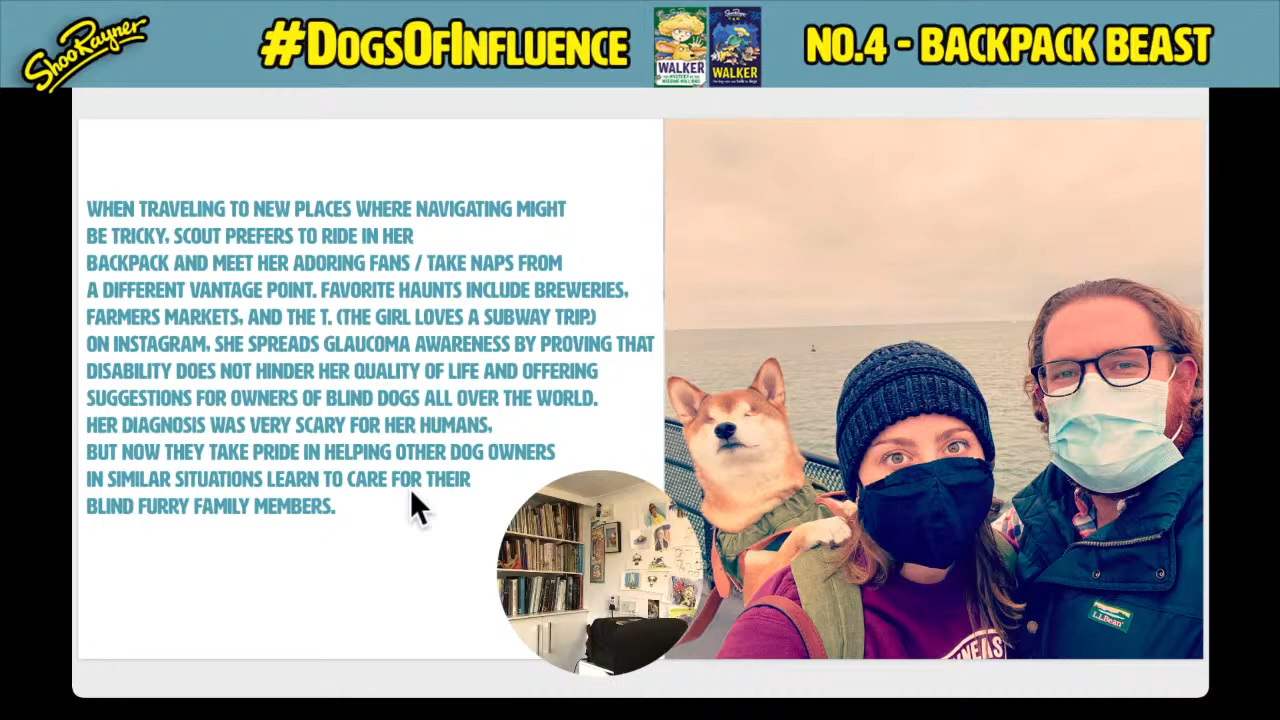 ShooRayner
#DogsOfInfluence
WALKER
WALKER
NO.4 - BACKPACK BEAST
WHEN TRAVELING TO NEW PLACES WHERE NAVIGATING MIGHT
BE TRICKY, SCOUT PREFERS TO RIDE IN HER
BACKPACK AND MEET HER ADORING FANS / TAKE NAPS FROM
A DIFFERENT VANTAGE POINT. FAVORITE HAUNTS INCLUDE BREWERIES,
FARMERS MARKETS, AND THE T. (THE GIRL LOVES A SUBWAY TRIP.)
ON INSTAGRAM, SHE SPREADS GLAUCOMA AWARENESS BY PROVING THAT
DISABILITY DOES NOT HINDER HER QUALITY OF LIFE AND OFFERING
SUGGESTIONS FOR OWNERS OF BLIND DOGS ALL OVER THE WORLD.
HER DIAGNOSIS WAS VERY SCARY FOR HER HUMANS,
BUT NOW THEY TAKE PRIDE IN HELPING OTHER DOG OWNERS
IN SIMILAR SITUATIONS LEARN TO CARE FOR THEIR
BLIND FURRY FAMILY MEMBERS.
L.L.Bean